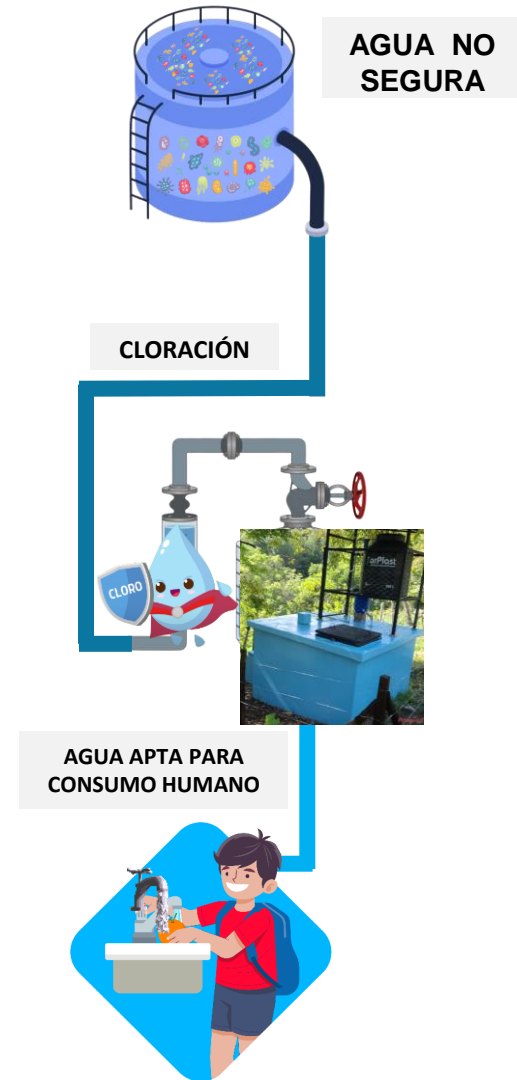 AGUA NO
SEGURA
CLORACIÓN
CLORO
AGUA APTA PARA
CONSUMO HUMANO